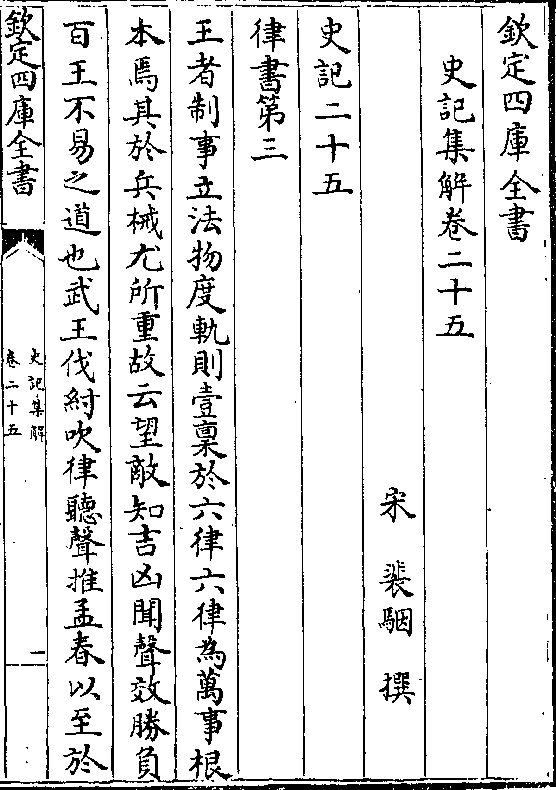 欽定四庫全書
史記集解卷二十五
宋 裴駰 撰
史記二十五
律書第三
王者制事立法物度軌則壹稟於六律六律為萬事根
本焉其於兵械尤所重故云望敵知吉凶聞聲效勝負
百王不易之道也武王伐紂吹律聽聲推孟春以至於
欽定四庫全書
史記集解
卷二十五
一